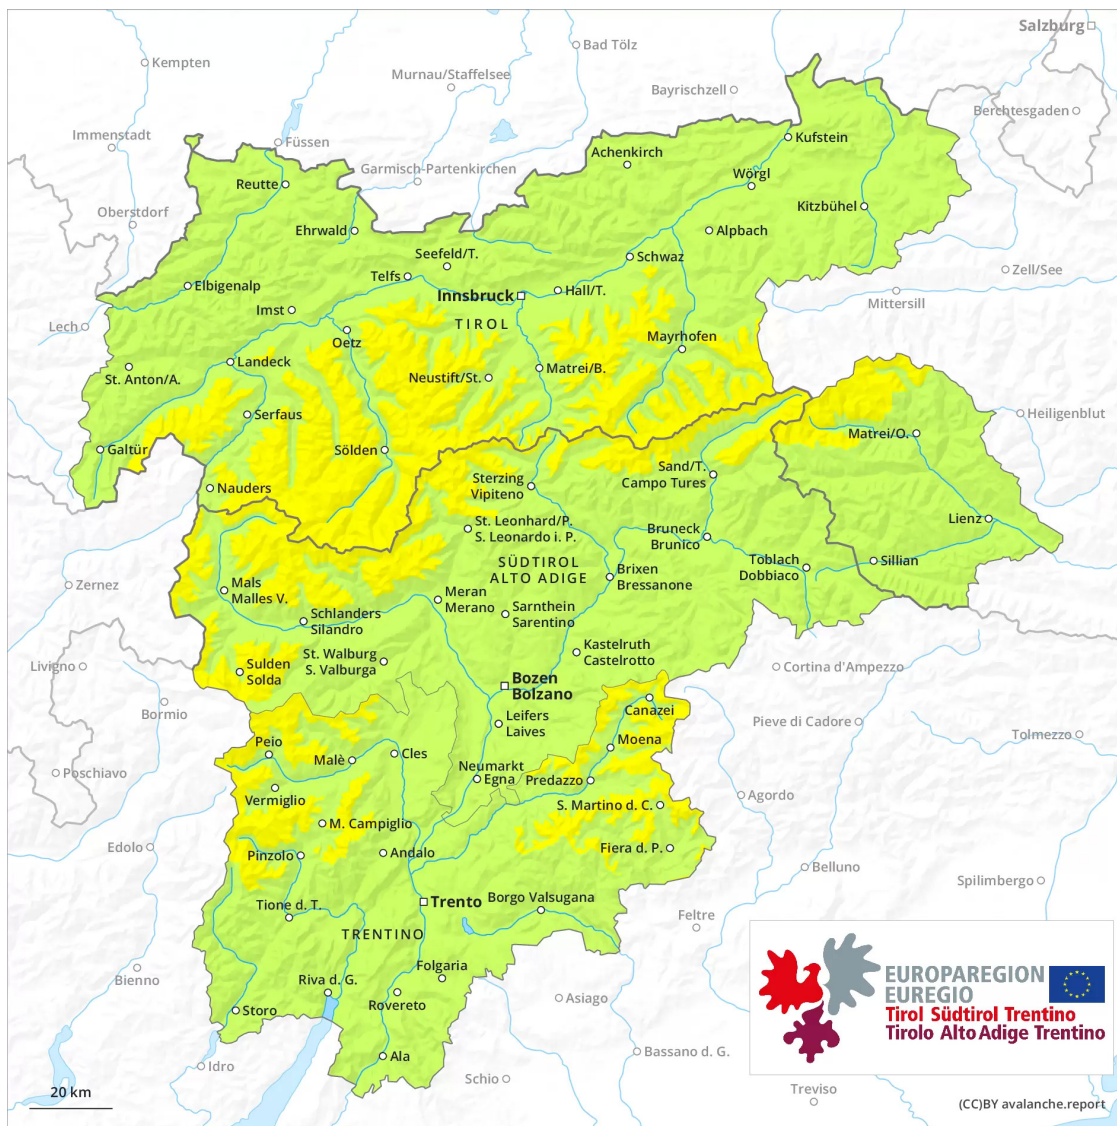 Salzburg
Bad Tölz
Kempten
Murnau/Staffelsee
Bayrischzell
Berchtesgaden
Immenstadt
Füssen
Kufstein
Achenkirch
Garmisch-Partenkirchen
Wörgl
Reutte
Kitzbühel
Oberstdorf
Ehrwald
Alpbach
Seefeld/T.
Schwaz
Telfs
Zell/See
Elbigenalp
Hall/T.
Innsbruck
Mittersill
Imst
TIROL
Lech
Oetz
Mayrhofen
Landeck
Matrei/B.
St. Anton/A.
Neustift/St.
Serfaus
Heiligenblut
Matrei/O.
Galtür
Sölden
Sand/T.
Campo Tures
Sterzing
Vipiteno
Nauders
Lienz
St. Leonhard/P.
S. Leonardo i. P.
Bruneck
Brunico
SÜDTIROL
ALTO ADIGE
Toblach
Dobbiaco
Sillian
Brixen
Bressanone
Zernez
Mals
Malles V.
Meran
Merano
Schlanders
Silandro
Sarnthein
Sarentino
Kastelruth
Castelrotto
St. Walburg
S. Valburga
Livigno
Sulden
Solda
Cortina d'Ampezzo
Bozen
Bolzano
Bormio
Canazei
Leifers
Laives
Pieve di Cadore
Tolmezzo
Peio
Moena
Cles
Malè
Poschiavo
Neumarkt
Egna
Predazzo
Vermiglio
Agordo
S. Martino d. C.
M. Campiglio
Edolo
Pinzolo
Andalo
Fiera d. P.
Belluno
Spilimbergo
Trento
Borgo Valsugana
Tione d. T.
Feltre
TRENTINO
Folgaria
Bienno
Riva d. G.
Rovereto
Asiago
Storo
EUROPAREGION
EUREGIO
Tirol Südtirol Trentino
Tirolo Alto Adige Trentino
Ala
Bassano d. G.
Idro
Schio
Treviso
20 km
(CC)BY avalanche.report